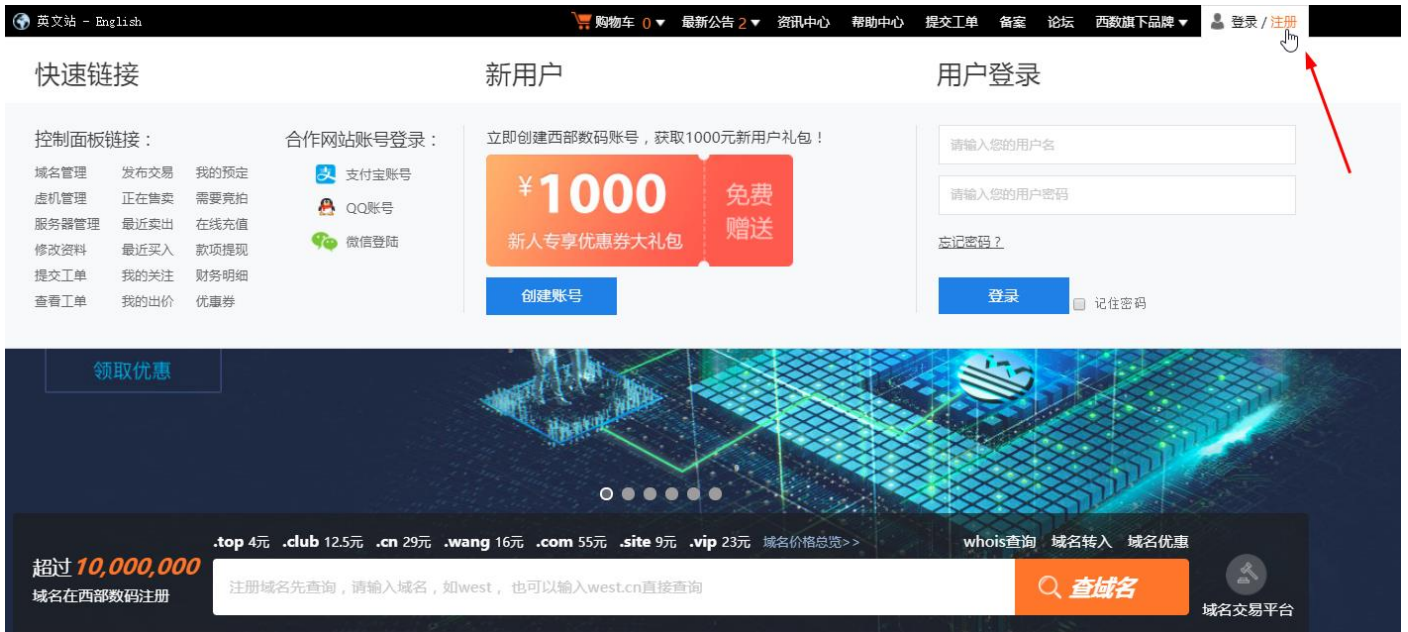 英文站 - English 购物车 0 ▼ 最新公告 2 ▼ 资讯中心 帮助中心 提交工单 备案 论坛 西数旗下品牌 ▼ 登录 / 注册
快速链接 新用户 用户登录
控制面板链接：
域名管理 发布交易 我的预定
虚机管理 正在售卖 需要竞拍
服务器管理 最近卖出 在线充值
修改资料 最近买入 款项提现
提交工单 我的关注 财务明细
查看工单 我的出价 优惠券
合作网站账号登录：
支付宝账号
QQ账号
微信登陆
立即创建西部数码账号，获取1000元新用户礼包！
¥1000
新人专享优惠券大礼包
免费
赠送
创建账号
请输入您的用户名
请输入您的用户密码
忘记密码？
登录 记住密码
领取优惠
.top 4元 .club 12.5元 .cn 29元 .wang 16元 .com 55元 .site 9元 .vip 23元 域名价格总览>> whois查询 域名转入 域名优惠
超过10,000,000
域名在西部数码注册
注册域名先查询，请输入域名，如west， 也可以输入west.cn直接查询
查域名
域名交易平台